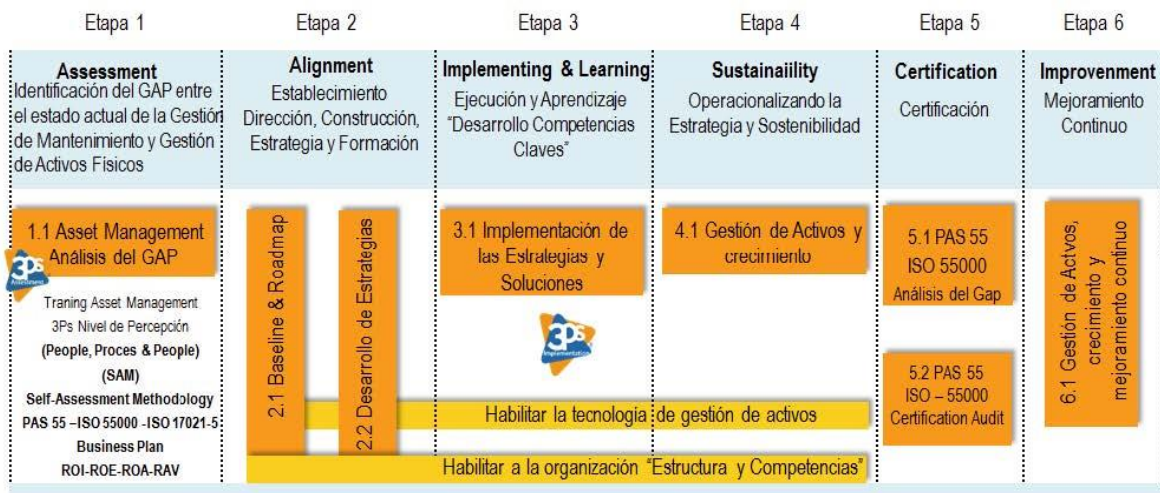 Etapa 1
Etapa 2
Etapa 3
Etapa 4
Etapa 5
Etapa 6
Assessment
Identificación del GAP entre
el estado actual de la Gestión
de Mantenimiento y Gestión
de Activos Físicos
Alignment
Establecimiento
Dirección, Construcción,
Estrategia y Formación
Implementing & Learning
Ejecución y Aprendizaje
“Desarrollo Competencias
Claves”
Sustainaiility
Operacionalizando la
Estrategia y Sostenibilidad
Certification
Certificación
Improvenment
Mejoramiento
Continuo
1.1 Asset Management
Análisis del GAP
3Ps
Assessment
Traning Asset Management
3Ps Nivel de Percepción
(People, Proces & People)
(SAM)
Self-Assessment Methodology
PAS 55 –ISO 55000 -ISO 17021-5
Business Plan
ROI-ROE-ROA-RAV
2.1 Baseline & Roadmap
2.2 Desarrollo de Estrategias
3.1 Implementación de
las Estrategias y
Soluciones
3Ps
Implementation
4.1 Gestión de Activos y
crecimiento
5.1 PAS 55
ISO 55000
Análisis del Gap
5.2 PAS 55
ISO – 55000
Certification Audit
6.1 Gestión de Actvos,
crecimiento y
mejoramiento continuo
Habilitar la tecnología de gestión de activos
Habilitar a la organización “Estructura y Competencias”